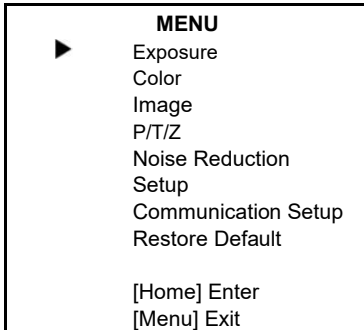 MENU
Exposure
Color
Image
P/T/Z
Noise Reduction
Setup
Communication Setup
Restore Default
[Home] Enter
[Menu] Exit